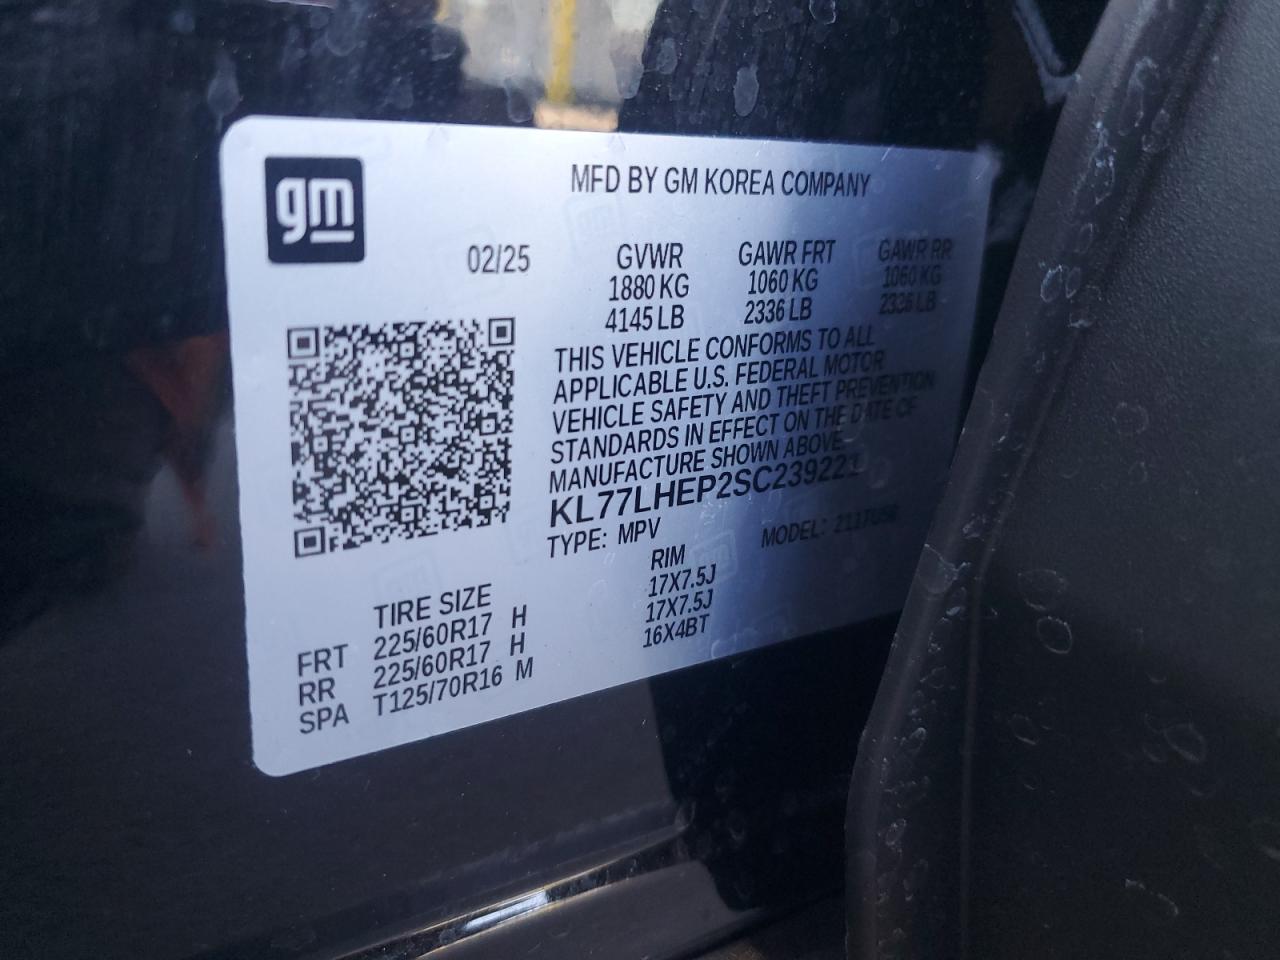 gm
MFD BY GM KOREA COMPANY
02/25
GVWR GAWR FRT GAWR RR
1880 KG 1060 KG 1060 KG
4145 LB 2336 LB 2336 LB
THIS VEHICLE CONFORMS TO ALL
APPLICABLE U.S. FEDERAL MOTOR
VEHICLE SAFETY AND THEFT PREVENTION
STANDARDS IN EFFECT ON THE DATE OF
MANUFACTURE SHOWN ABOVE
KL77LHEP2SC239221
TYPE: MPV MODEL:
TIRE SIZE RIM
FRT 225/60R17 H 17X7.5J
RR 225/60R17 H 17X7.5J
SPA T125/70R16 M 16X4BT